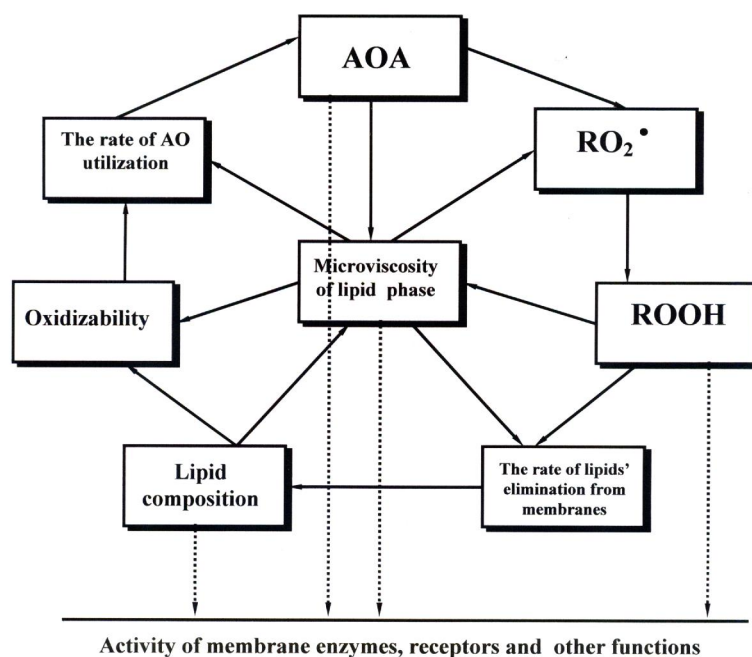 AOA
The rate of AO
utilization
RO₂•
Microviscosity
of lipid phase
Oxidizability
ROOH
Lipid
composition
The rate of lipids'
elimination from
membranes
Activity of membrane enzymes, receptors and other functions